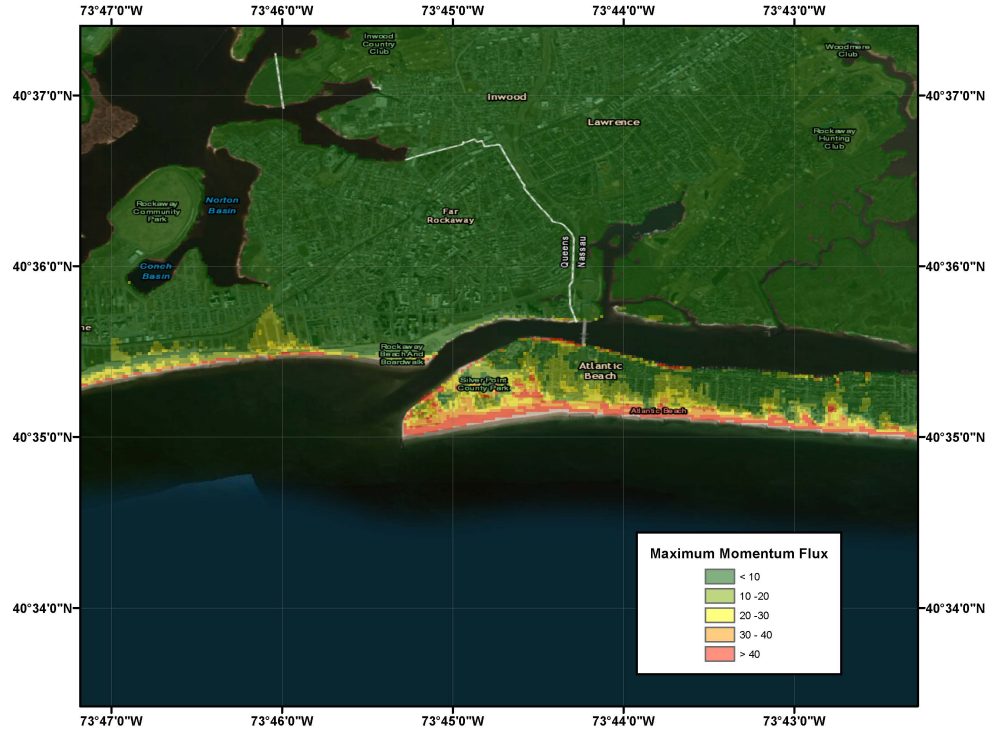 73°47'0"W
73°46'0"W
73°45'0"W
73°44'0"W
73°43'0"W
Inwood
Country
Club
Woodmere
Club
40°37'0"N
Inwood
40°37'0"N
Lawrence
Rockaway
Hunting
Club
Rockaway
Community
Park
Norton
Basin
Far
Rockaway
Queens
Nassau
40°36'0"N
Conch
Basin
40°36'0"N
ne
Rockaway
Beach And
Boardwalk
Silver Point
County Park
Atlantic
Beach
Atlantic Beach
40°35'0"N
40°35'0"N
Maximum Momentum Flux
< 10
10 -20
20 -30
30 - 40
> 40
40°34'0"N
40°34'0"N
73°47'0"W
73°46'0"W
73°45'0"W
73°44'0"W
73°43'0"W